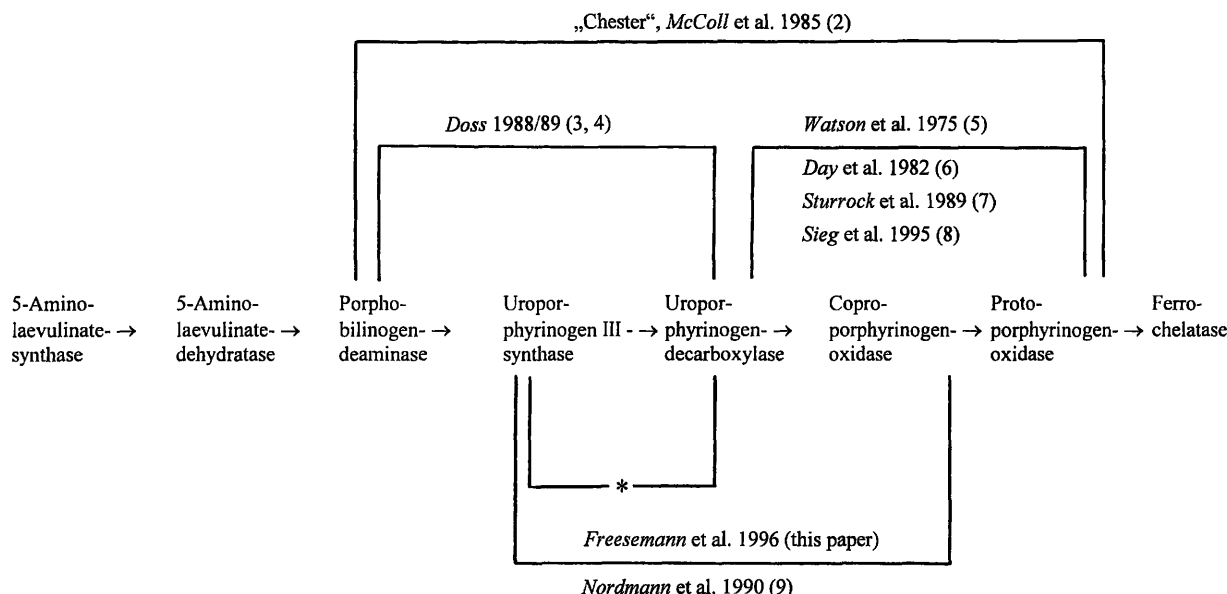 „Chester“, McColl et al. 1985 (2)
Doss 1988/89 (3, 4)
Watson et al. 1975 (5)
Day et al. 1982 (6)
Sturrock et al. 1989 (7)
Sieg et al. 1995 (8)
5-Amino- 5-Amino- Porpho- Uropor- Uropor- Copro- Proto- Ferro-
laevulinate- → laevulinate- → bilinogen- → phyrinogen III - → phyrinogen- → porphyrinogen- → porphyrinogen- → chelatase
synthase dehydratase deaminase synthase decarboxylase oxidase oxidase
*
Freesemann et al. 1996 (this paper)
Nordmann et al, 1990 (9)